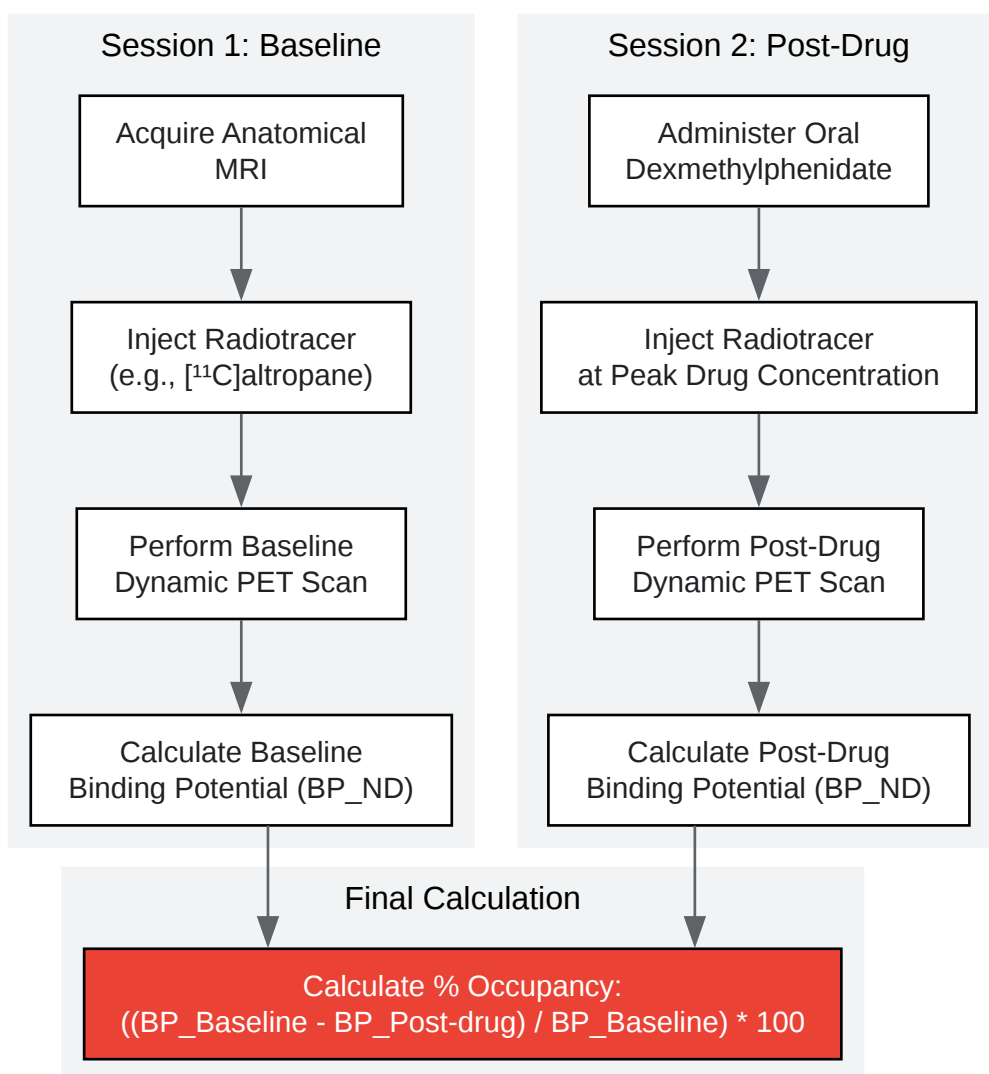 Session 1: Baseline
Acquire Anatomical
MRI
Inject Radiotracer
(e.g., [¹¹C]altropane)
Perform Baseline
Dynamic PET Scan
Calculate Baseline
Binding Potential (BP_ND)
Session 2: Post-Drug
Administer Oral
Dexmethylphenidate
Inject Radiotracer
at Peak Drug Concentration
Perform Post-Drug
Dynamic PET Scan
Calculate Post-Drug
Binding Potential (BP_ND)
Final Calculation
Calculate % Occupancy:
((BP_Baseline - BP_Post-drug) / BP_Baseline) * 100